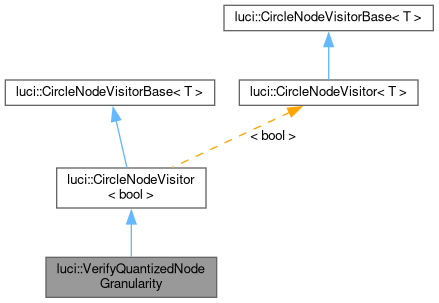 luci::CircleNodeVisitorBase< T >
luci::CircleNodeVisitorBase< T >
luci::CircleNodeVisitor< T >
< bool >
luci::CircleNodeVisitor
< bool >
luci::VerifyQuantizedNode
Granularity